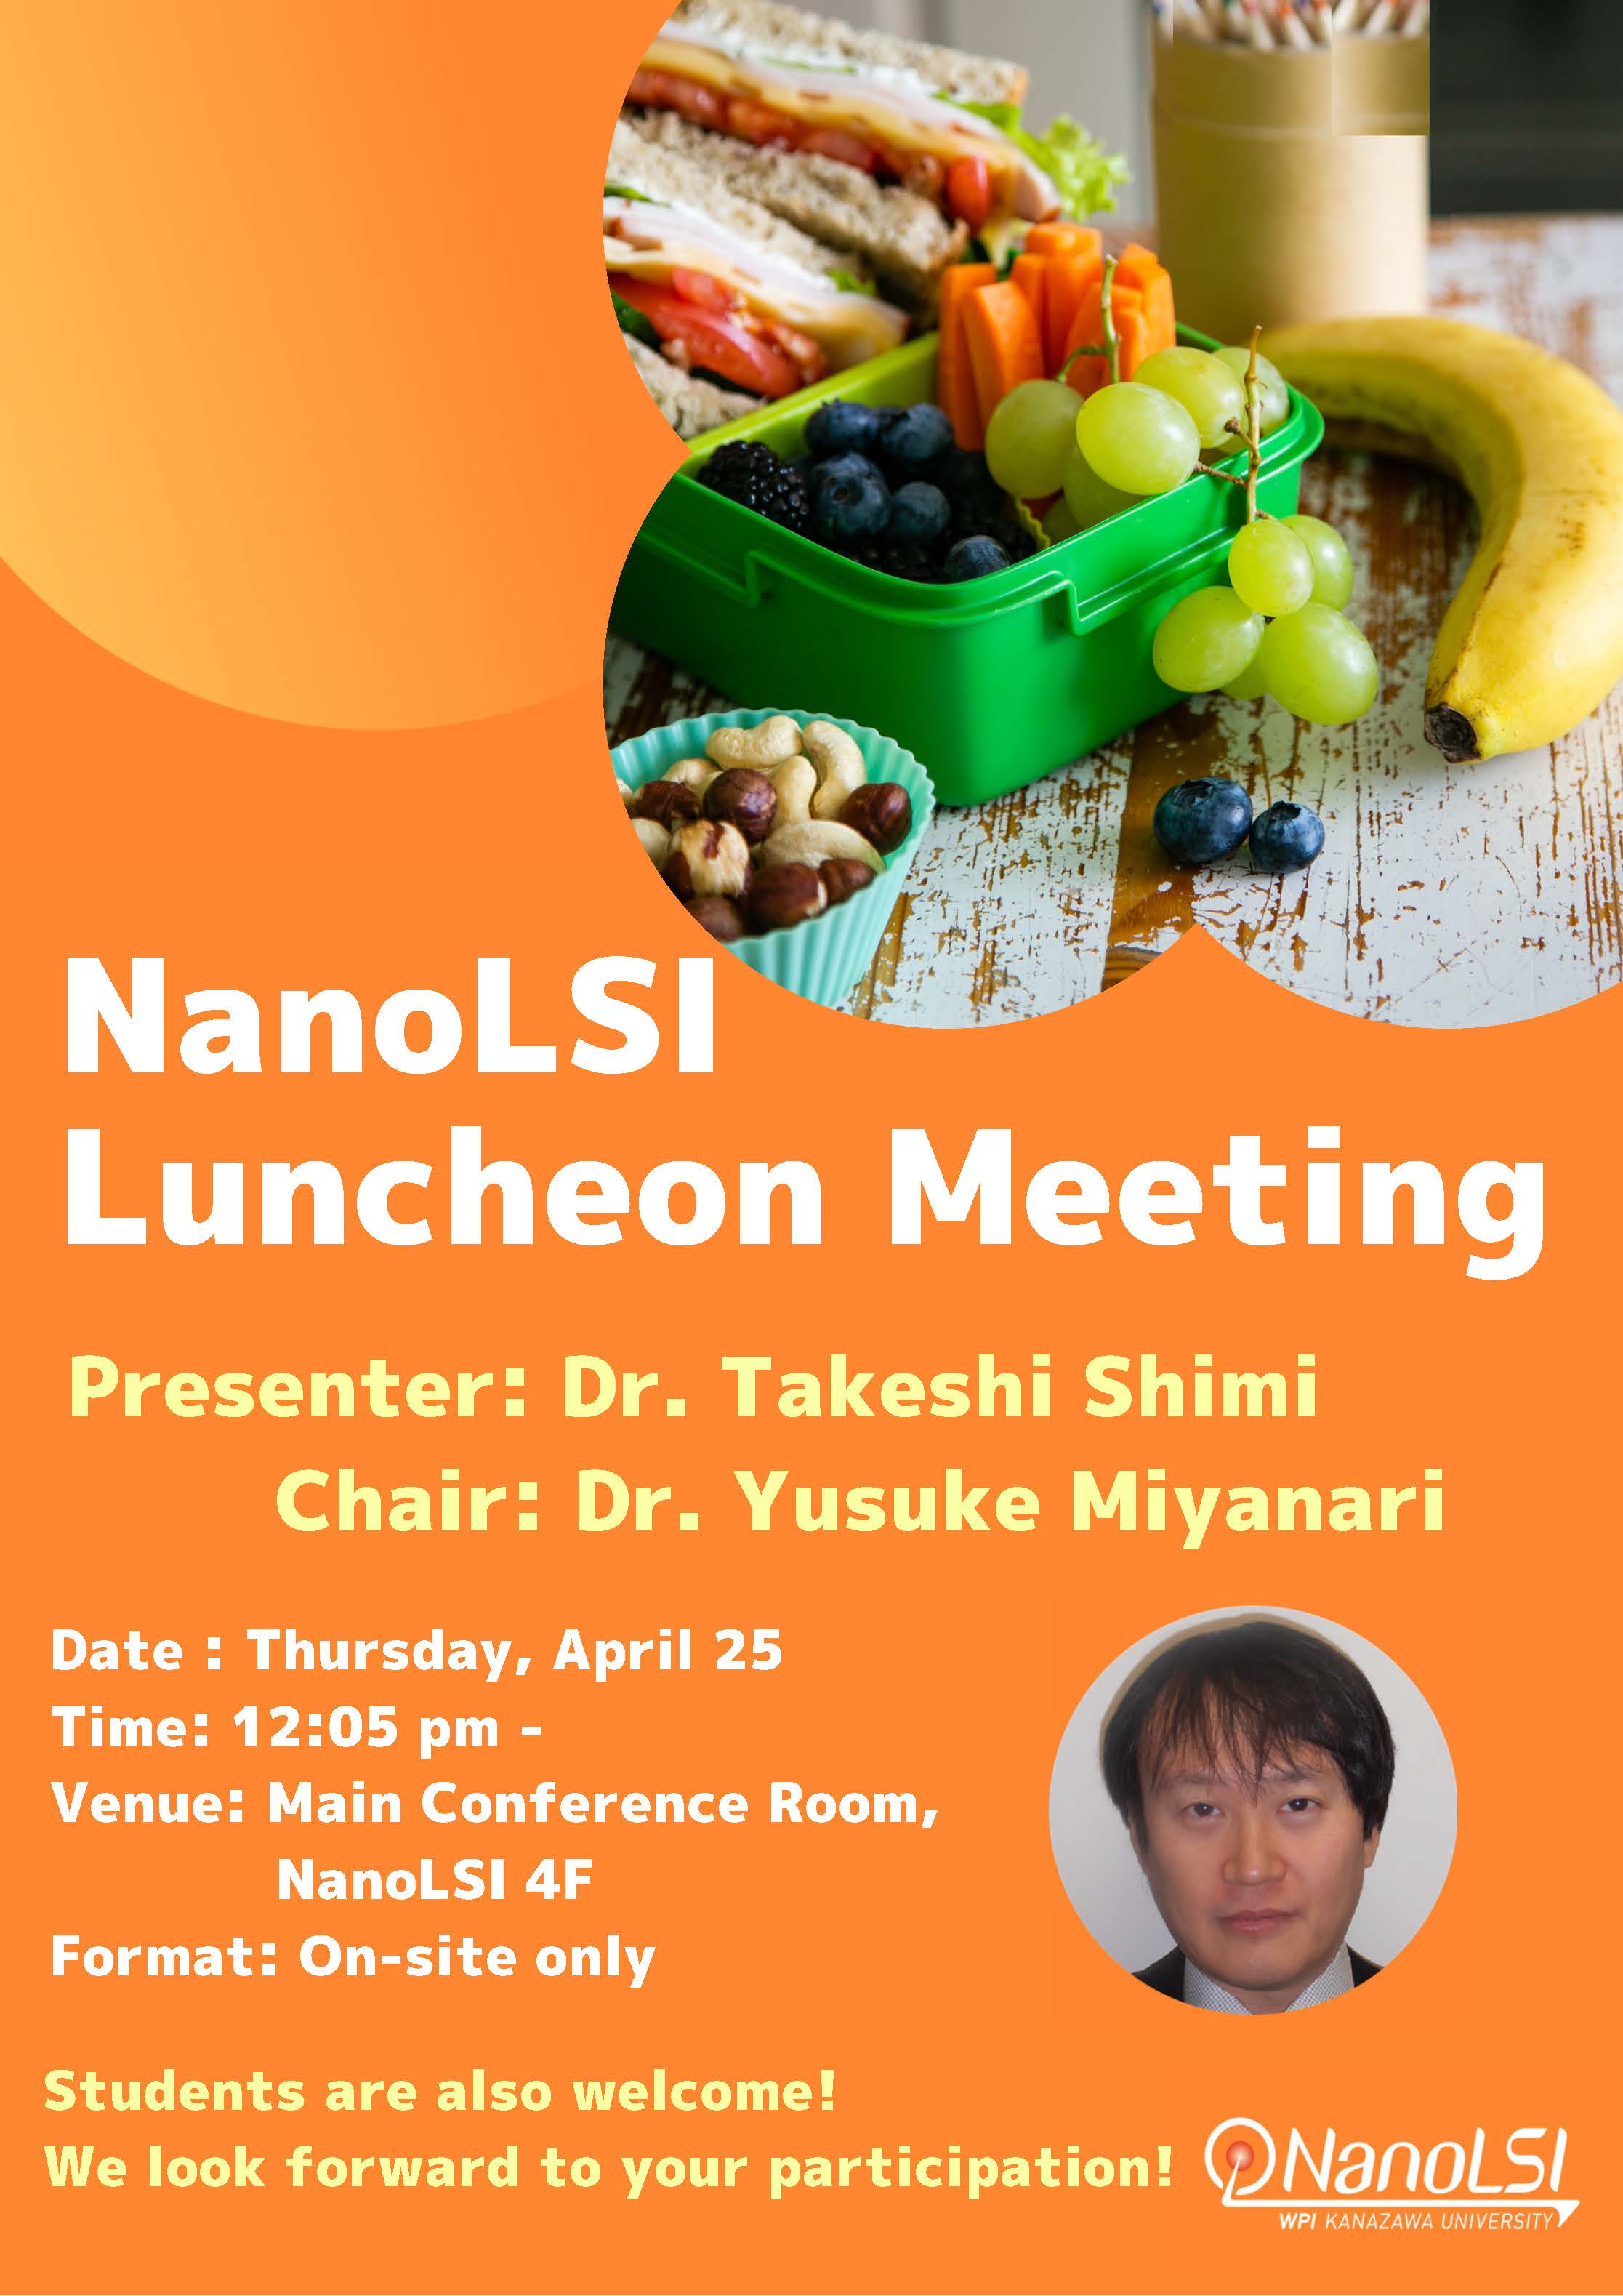 NanoLSI
Luncheon Meeting
Presenter: Dr. Takeshi Shimi
Chair: Dr. Yusuke Miyanari
Date : Thursday, April 25
Time: 12:05 pm -
Venue: Main Conference Room,
NanoLSI 4F
Format: On-site only
Students are also welcome!
We look forward to your participation!
NanoLSI
WPI KANAZAWA UNIVERSITY